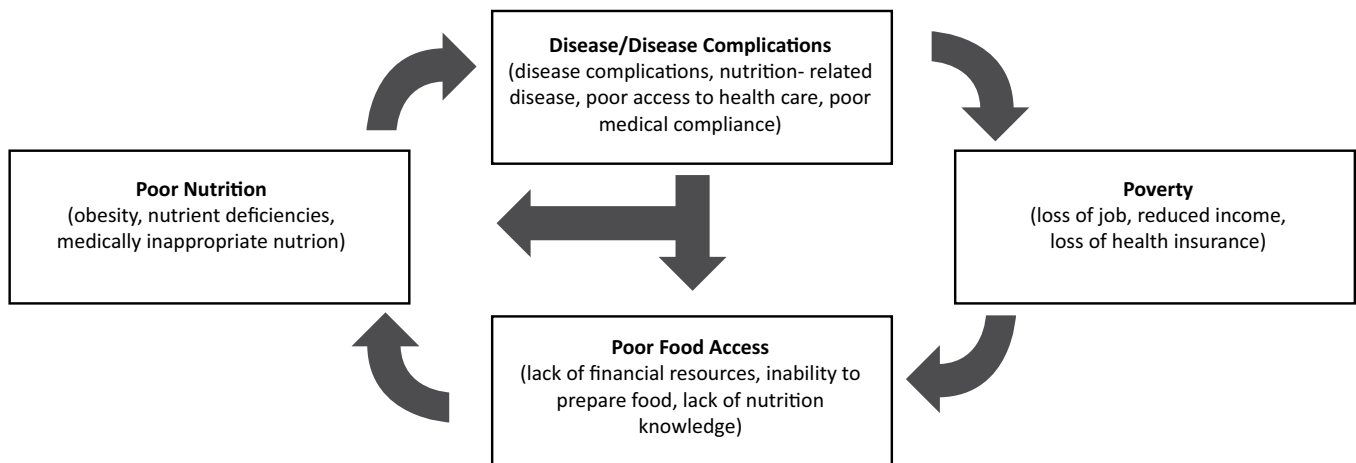 Disease/Disease Complications
(disease complications, nutrition- related
disease, poor access to health care, poor
medical compliance)
Poor Nutrition
(obesity, nutrient deficiencies,
medically inappropriate nutrion)
Poverty
(loss of job, reduced income,
loss of health insurance)
Poor Food Access
(lack of financial resources, inability to
prepare food, lack of nutrition
knowledge)